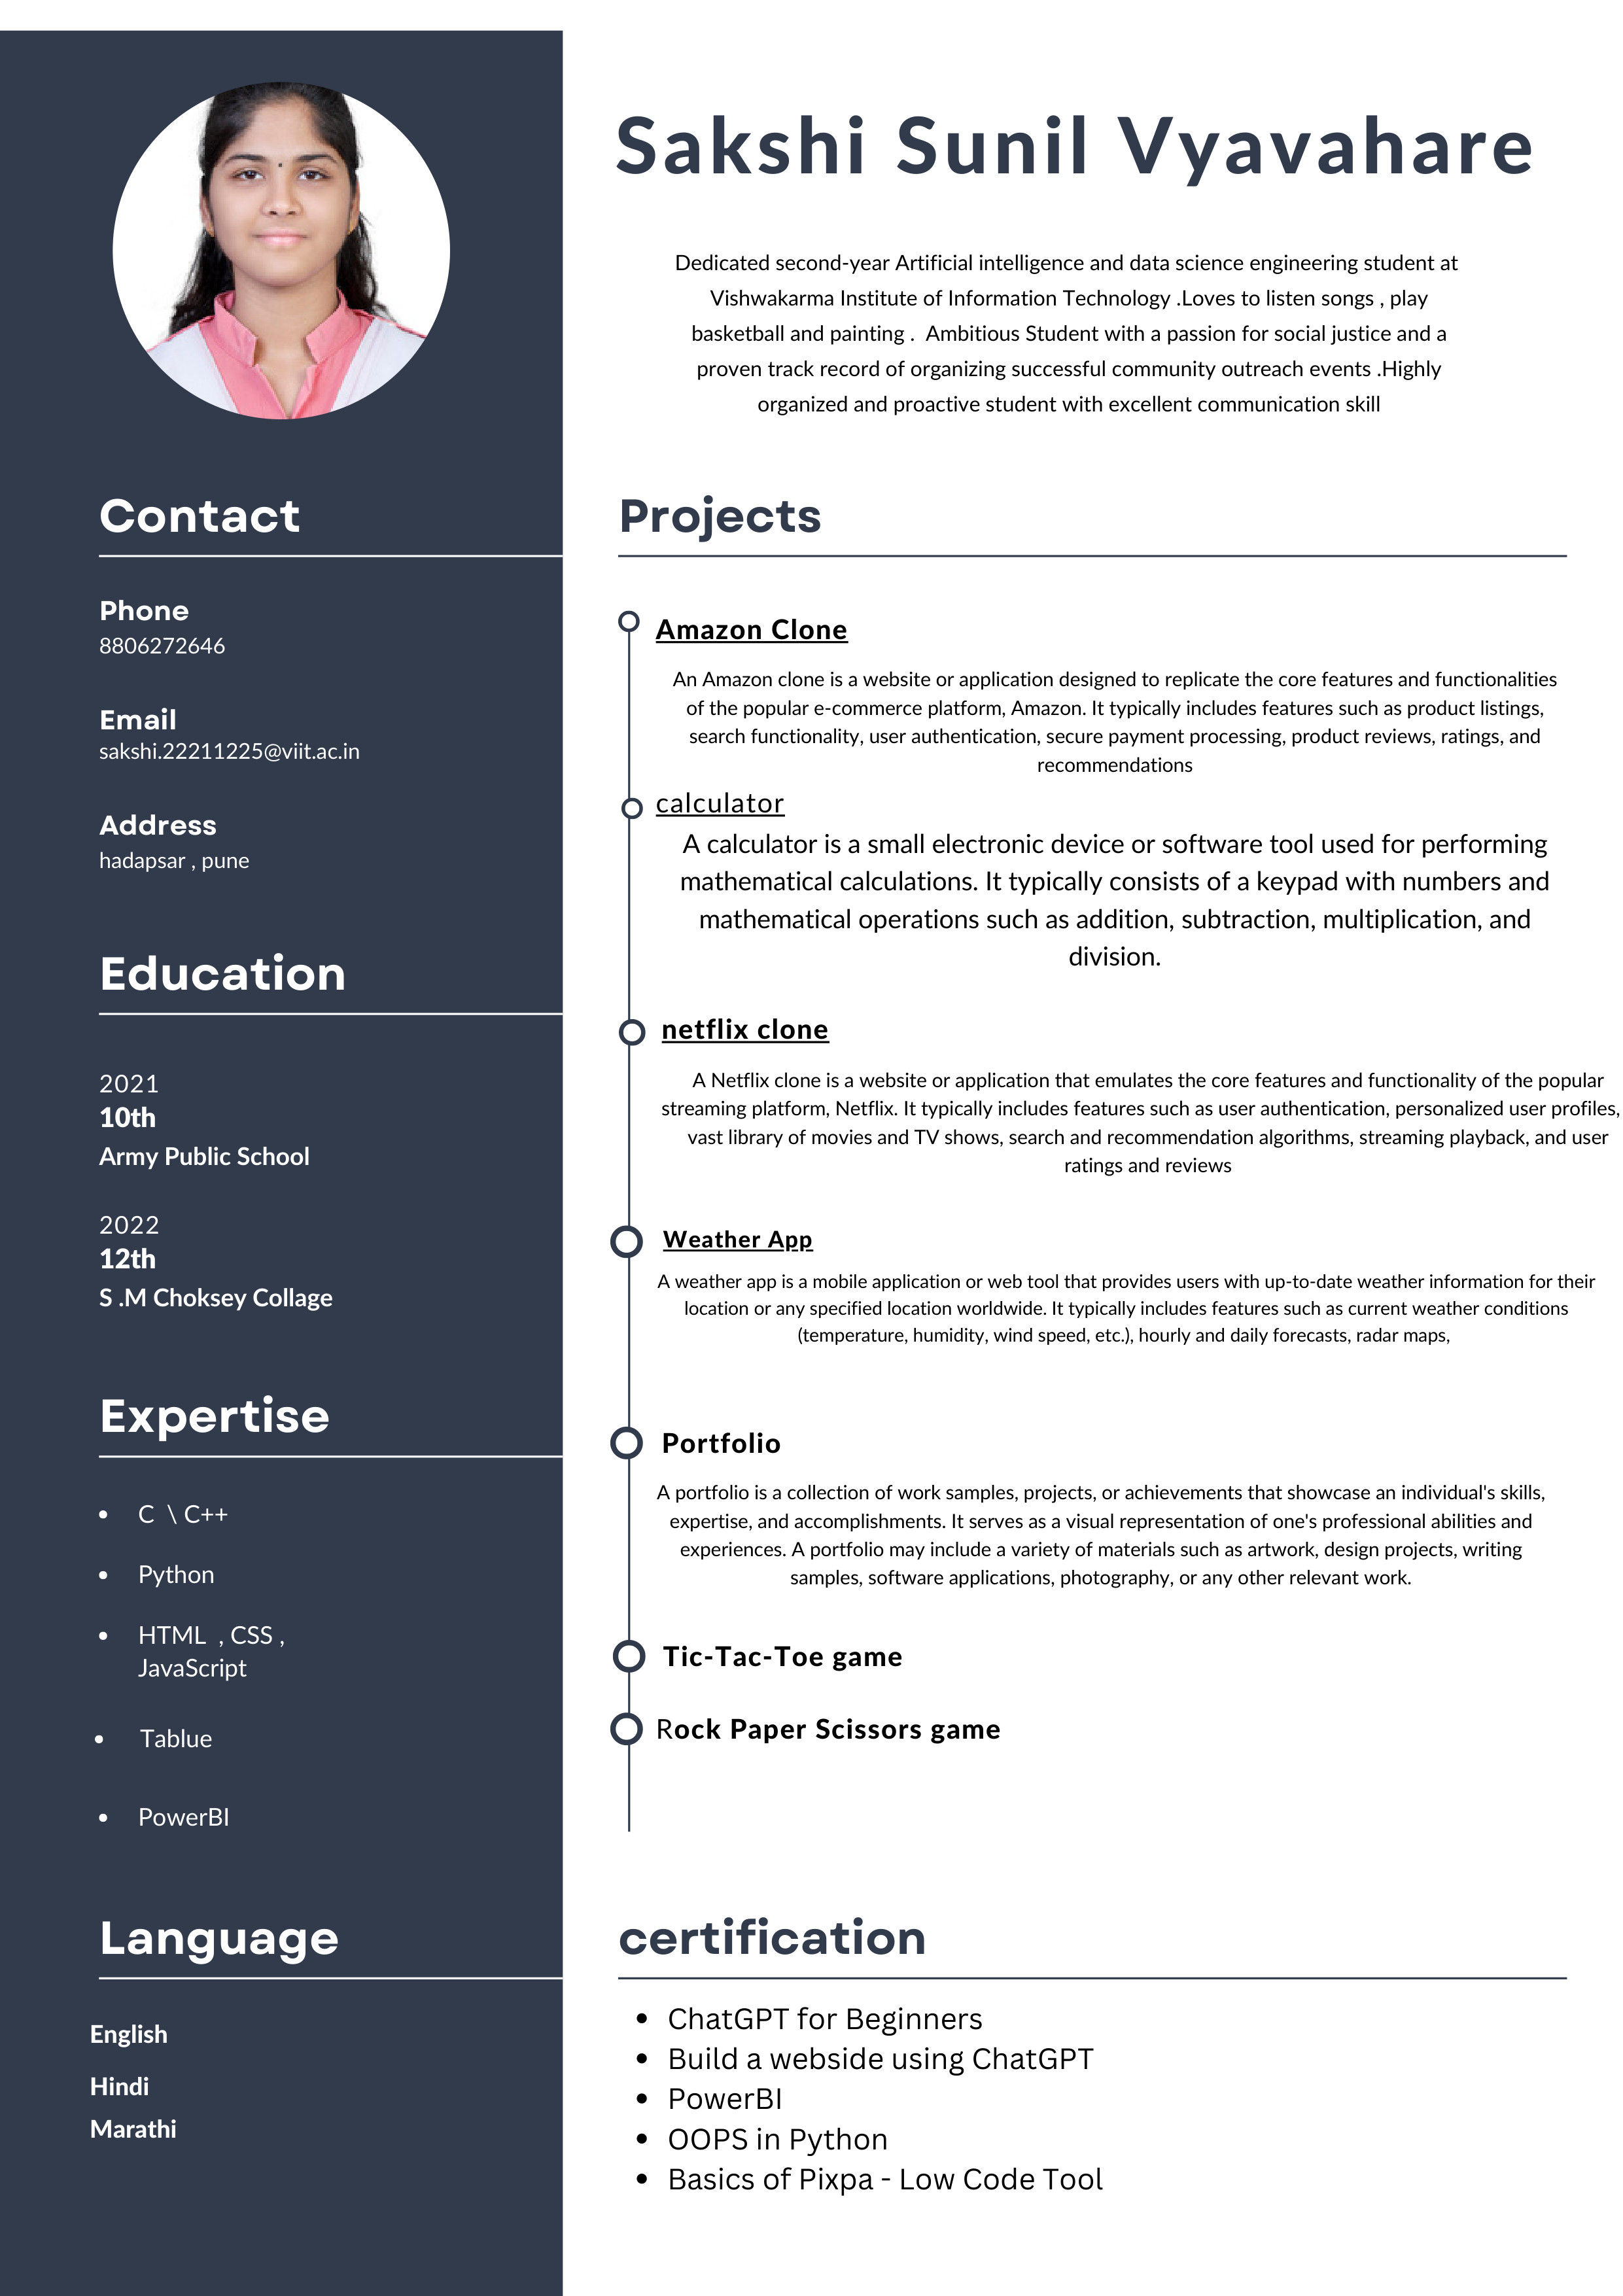 Sakshi Sunil Vyavahare
Dedicated second-year Artificial intelligence and data science engineering student at
Vishwakarma Institute of Information Technology .Loves to listen songs , play
basketball and painting .  Ambitious Student with a passion for social justice and a
proven track record of organizing successful community outreach events .Highly
organized and proactive student with excellent communication skill
Contact
Phone
8806272646
Email
sakshi.22211225@viit.ac.in
Address
hadapsar , pune
Education
2021
10th
Army Public School
2022
12th
S .M Choksey Collage
Expertise
• C  \ C++
• Python
• HTML  , CSS ,
JavaScript
• Tablue
• PowerBI
Language
English
Hindi
Marathi
Projects
Amazon Clone
An Amazon clone is a website or application designed to replicate the core features and functionalities
of the popular e-commerce platform, Amazon. It typically includes features such as product listings,
search functionality, user authentication, secure payment processing, product reviews, ratings, and
recommendations
calculator
A calculator is a small electronic device or software tool used for performing
mathematical calculations. It typically consists of a keypad with numbers and
mathematical operations such as addition, subtraction, multiplication, and
division.
netflix clone
A Netflix clone is a website or application that emulates the core features and functionality of the popular
streaming platform, Netflix. It typically includes features such as user authentication, personalized user profiles,
vast library of movies and TV shows, search and recommendation algorithms, streaming playback, and user
ratings and reviews
Weather App
A weather app is a mobile application or web tool that provides users with up-to-date weather information for their
location or any specified location worldwide. It typically includes features such as current weather conditions
(temperature, humidity, wind speed, etc.), hourly and daily forecasts, radar maps,
Portfolio
A portfolio is a collection of work samples, projects, or achievements that showcase an individual's skills,
expertise, and accomplishments. It serves as a visual representation of one's professional abilities and
experiences. A portfolio may include a variety of materials such as artwork, design projects, writing
samples, software applications, photography, or any other relevant work.
Tic-Tac-Toe game
Rock Paper Scissors game
certification
• ChatGPT for Beginners
• Build a webside using ChatGPT
• PowerBI
• OOPS in Python
• Basics of Pixpa - Low Code Tool